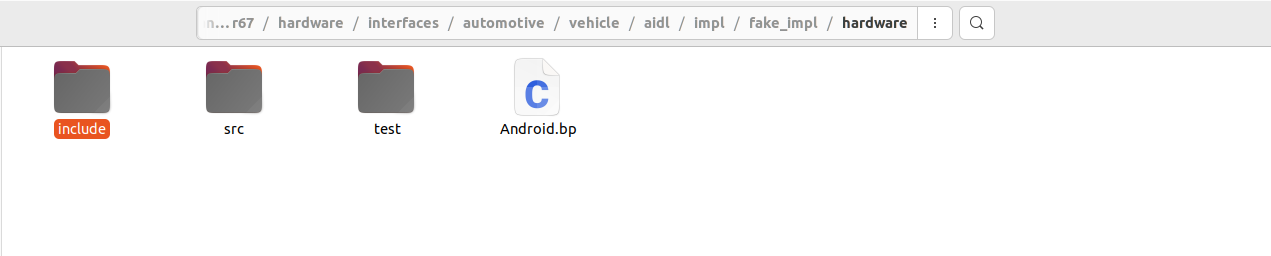 n...r67 / hardware / interfaces / automotive / vehicle / aidl / impl / fake_impl / hardware
include src test Android.bp